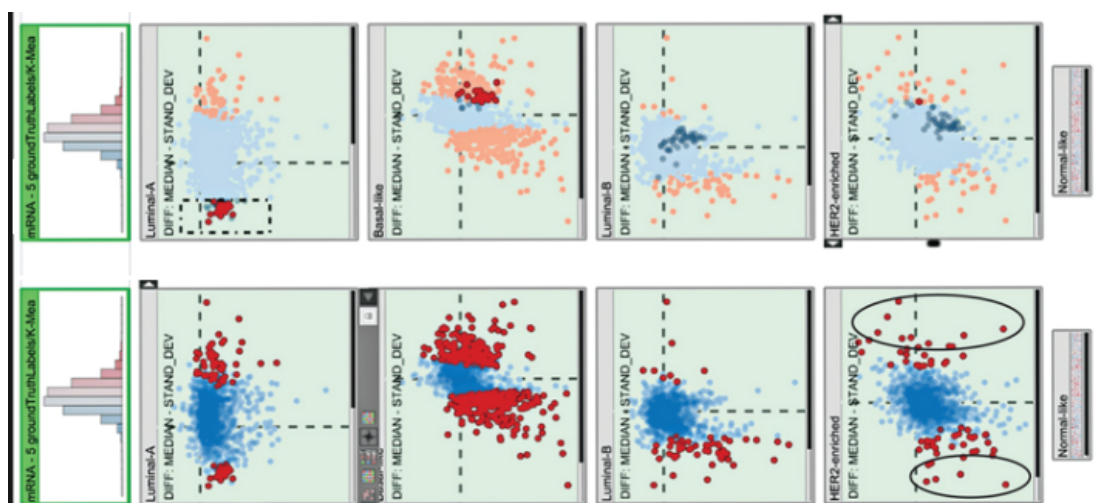 mRNA - 5 groundTruthLabels/K-Mea
Luminal-A
DIFF: MEDIAN - STAND_DEV
DIFF: MEDIAN - STAND_DEV
Luminal-B
DIFF: MEDIAN - STAND_DEV
HER2-enriched
DIFF: MEDIAN - STAND_DEV
Normal-like
mRNA - 5 groundTruthLabels/K-Mea
Luminal-A
DIFF: MEDIAN - STAND_DEV
Basal-like
DIFF: MEDIAN - STAND_DEV
Luminal-B
DIFF: MEDIAN - STAND_DEV
HER2-enriched
DIFF: MEDIAN - STAND_DEV
Normal-like